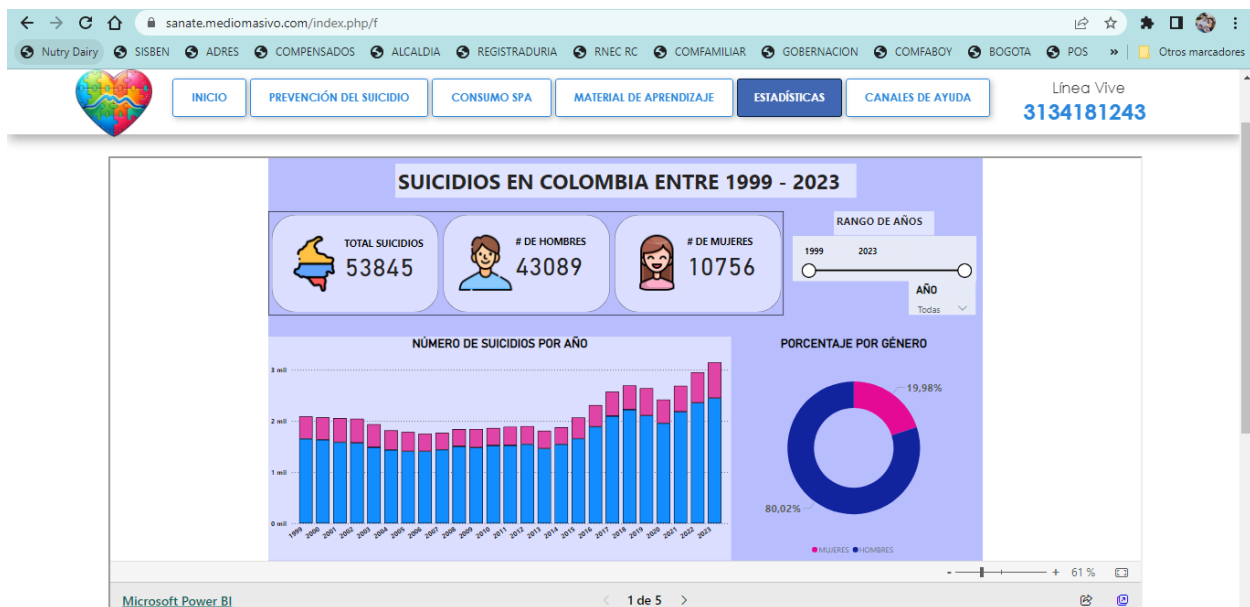 sanate.mediomasivo.com/index.php/f
Nutry Dairy SISBEN ADRES COMPENSADOS ALCALDIA REGISTRADURIA RNEC RC COMFAMILIAR GOBERNACION COMFABOY BOGOTA POS » Otros marcadores
INICIO PREVENCIÓN DEL SUICIDIO CONSUMO SPA MATERIAL DE APRENDIZAJE ESTADÍSTICAS CANALES DE AYUDA
Línea Vive
3134181243
SUICIDIOS EN COLOMBIA ENTRE 1999 - 2023
TOTAL SUICIDIOS
53845
# DE HOMBRES
43089
# DE MUJERES
10756
RANGO DE AÑOS
1999 2023
AÑO
Todas
NÚMERO DE SUICIDIOS POR AÑO
3 mil
2 mil
1 mil
0 mil
1999 2000 2001 2002 2003 2004 2005 2006 2007 2008 2009 2010 2011 2012 2013 2014 2015 2016 2017 2018 2019 2020 2021 2022 2023
PORCENTAJE POR GÉNERO
19,98%
80,02%
MUJERES HOMBRES
- + 61 %
Microsoft Power BI
< 1 de 5 >